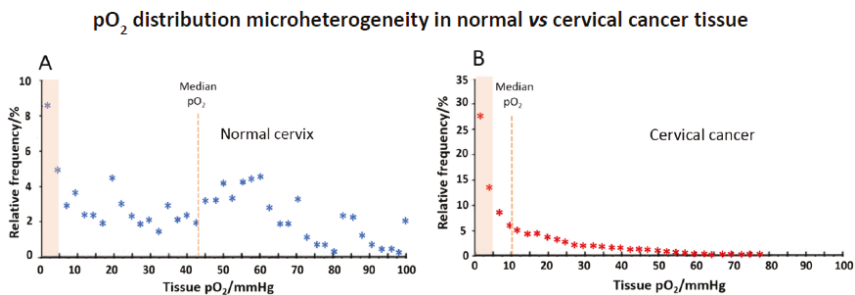 pO2 distribution microheterogeneity in normal vs cervical cancer tissue
A
Relative frequency/%
10
8
6
4
2
0
Median
pO2
Normal cervix
0 10 20 30 40 50 60 70 80 90 100
Tissue pO2/mmHg
B
Relative frequency/%
35
30
25
20
15
10
5
0
Median
pO2
Cervical cancer
0 10 20 30 40 50 60 70 80 90 100
Tissue pO2/mmHg